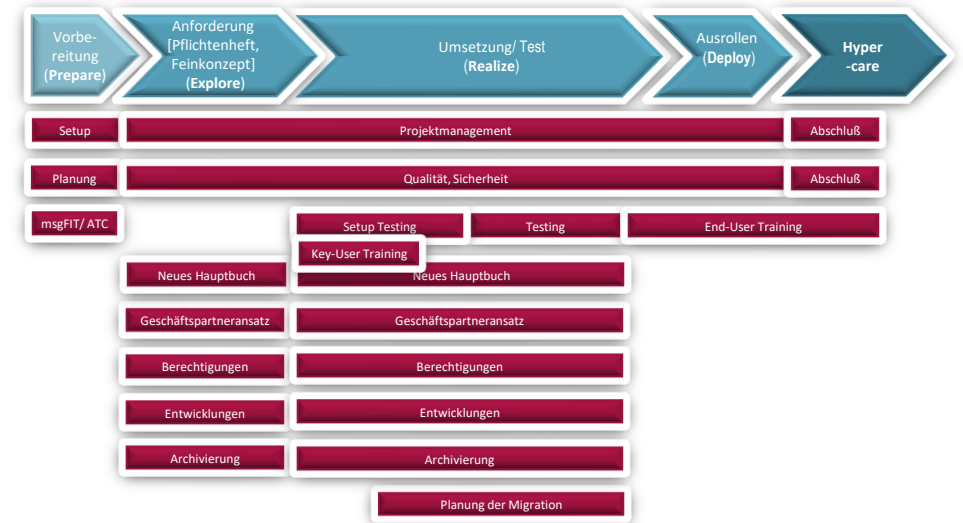 Vorbe-
reitung
(Prepare)
Anforderung
[Pflichtenheft,
Feinkonzept]
(Explore)
Umsetzung/ Test
(Realize)
Ausrollen
(Deploy)
Hyper
-care
Setup
Projektmanagement
Abschluß
Planung
Qualität, Sicherheit
Abschluß
msgFIT/ ATC
Setup Testing
Testing
End-User Training
Key-User Training
Neues Hauptbuch
Neues Hauptbuch
Geschäftspartneransatz
Geschäftspartneransatz
Berechtigungen
Berechtigungen
Entwicklungen
Entwicklungen
Archivierung
Archivierung
Planung der Migration